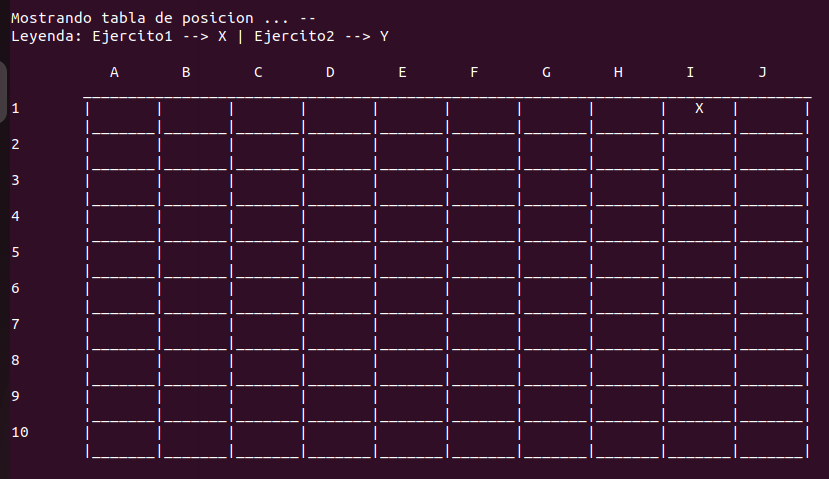 Mostrando tabla de posicion ... --
Leyenda: Ejercito1 --> X | Ejercito2 --> Y
A B C D E F G H I J
1 X
2
3
4
5
6
7
8
9
10